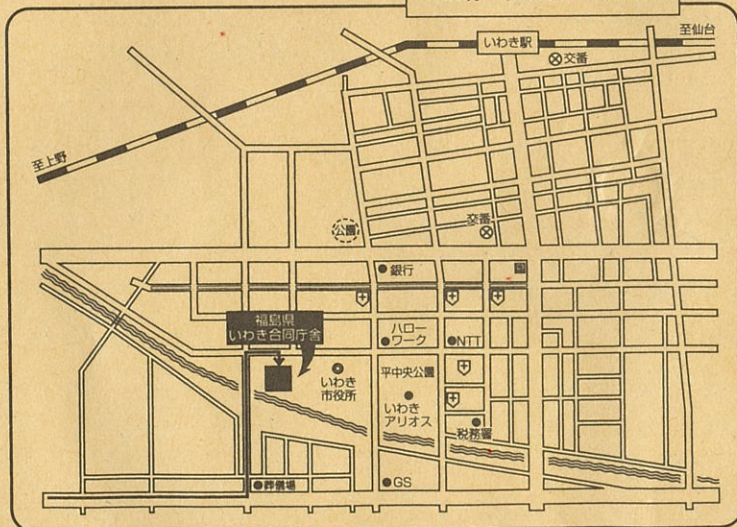 至仙台
いわき駅
交番
至上野
公園
交番
銀行
福島県
いわき合同庁舎
ハロー
ワーク
NTT
いわき
市役所
平中央公園
いわき
アリオス
税務署
葬儀場
GS